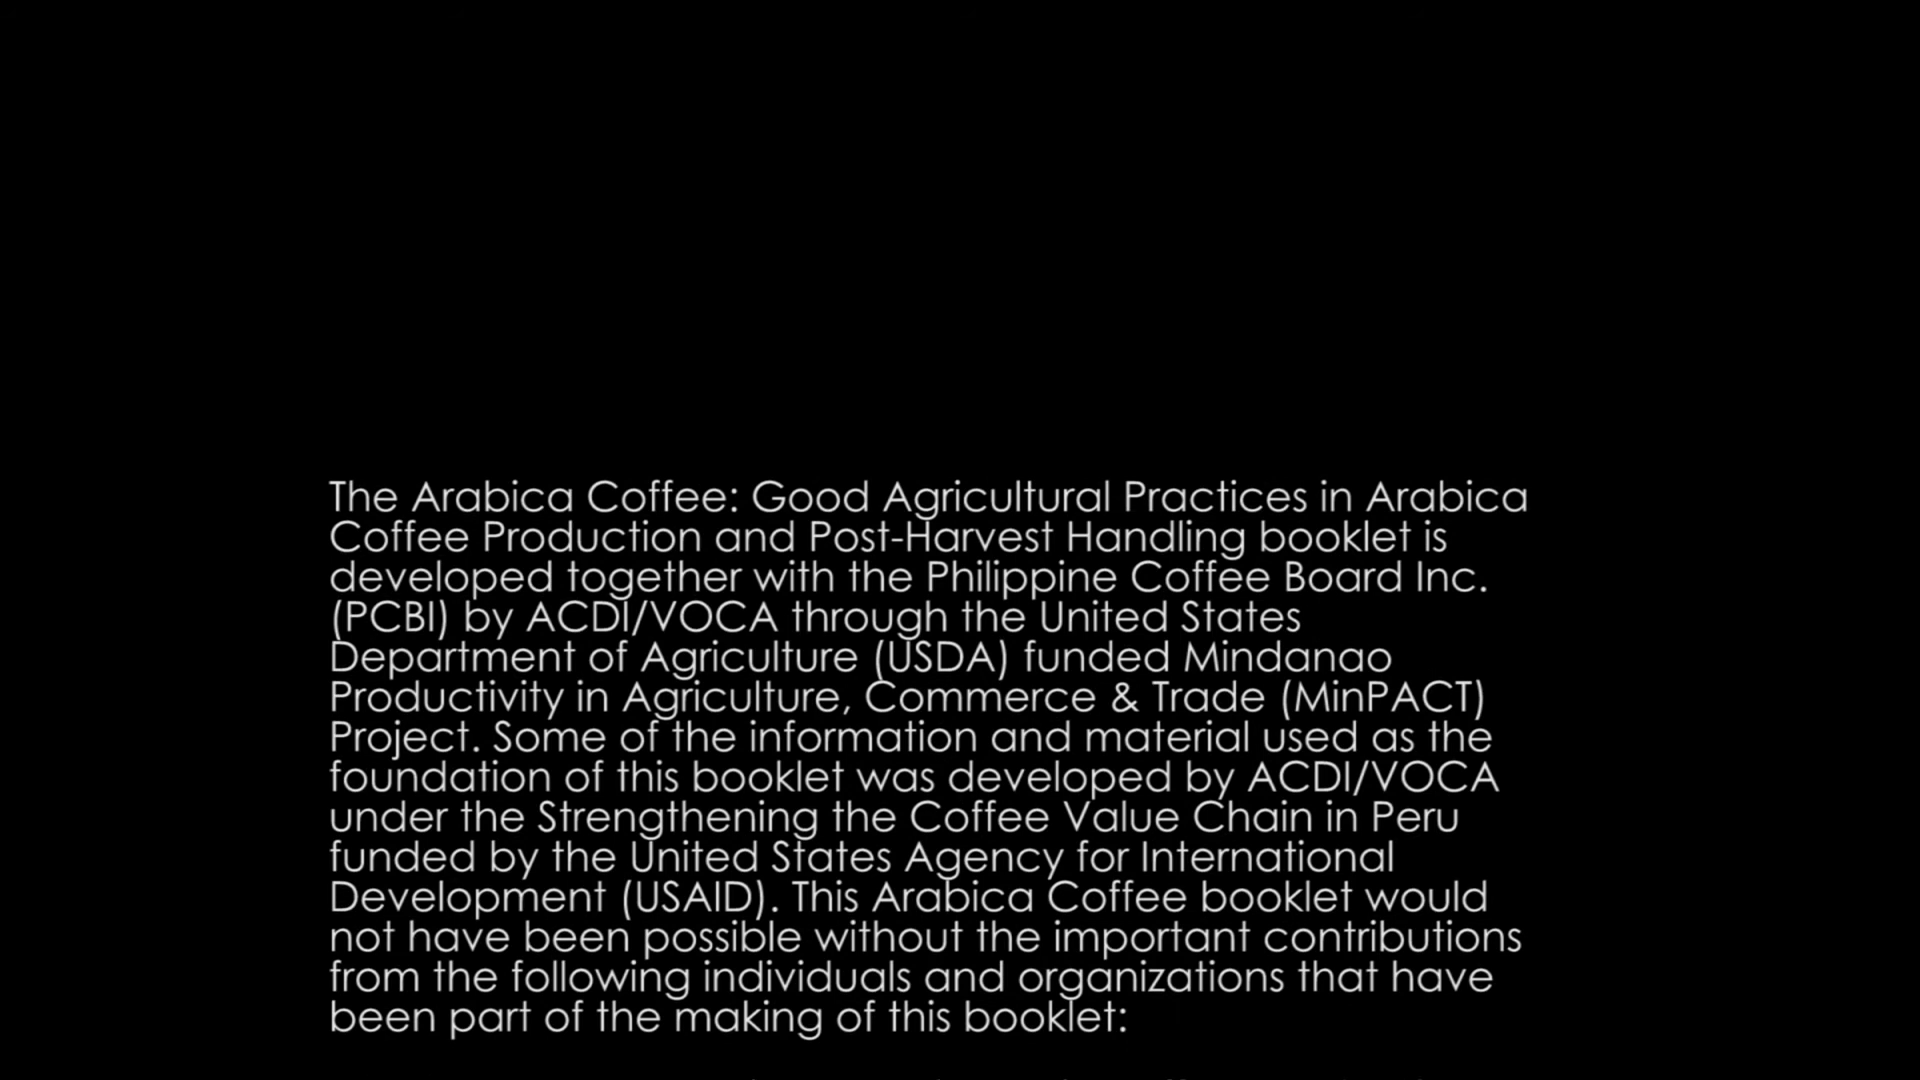 The Arabica Coffee: Good Agricultural Practices in Arabica
Coffee Production and Post-Harvest Handling booklet is
developed together with the Philippine Coffee Board Inc.
(PCBI) by ACDI/VOCA through the United States
Department of Agriculture (USDA) funded Mindanao
Productivity in Agriculture, Commerce & Trade (MinPACT)
Project. Some of the information and material used as the
foundation of this booklet was developed by ACDI/VOCA
under the Strengthening the Coffee Value Chain in Peru
funded by the United States Agency for International
Development (USAID). This Arabica Coffee booklet would
not have been possible without the important contributions
from the following individuals and organizations that have
been part of the making of this booklet: